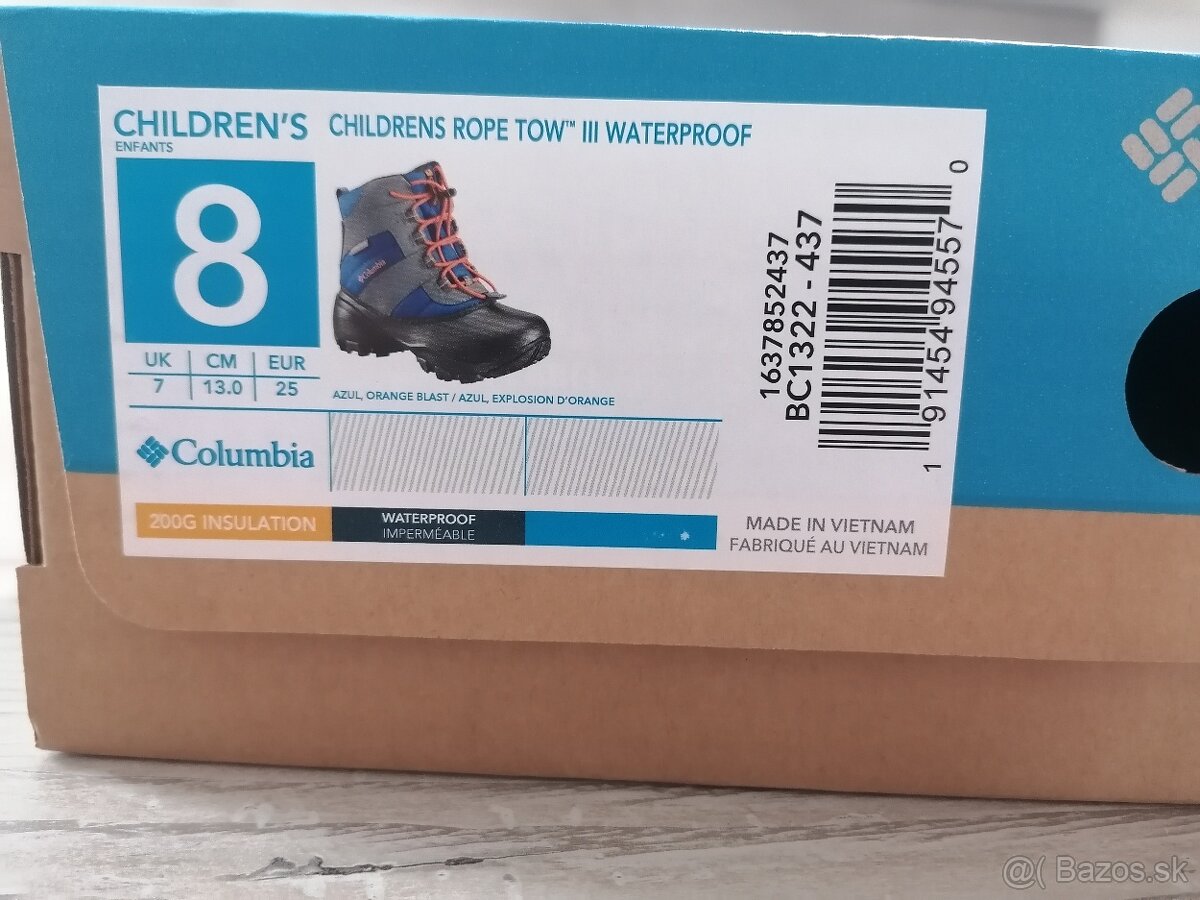 CHILDREN'S
ENFANTS
CHILDRENS ROPE TOW™ III WATERPROOF
8
UK CM EUR
7 13.0 25
Columbia
AZUL, ORANGE BLAST / AZUL, EXPLOSION D'ORANGE
Columbia
200G INSULATION
WATERPROOF
IMPERMÉABLE
1637852437
BC1322 - 437
1 91454 94557 0
MADE IN VIETNAM
FABRIQUÉ AU VIETNAM
@( Bazos.sk